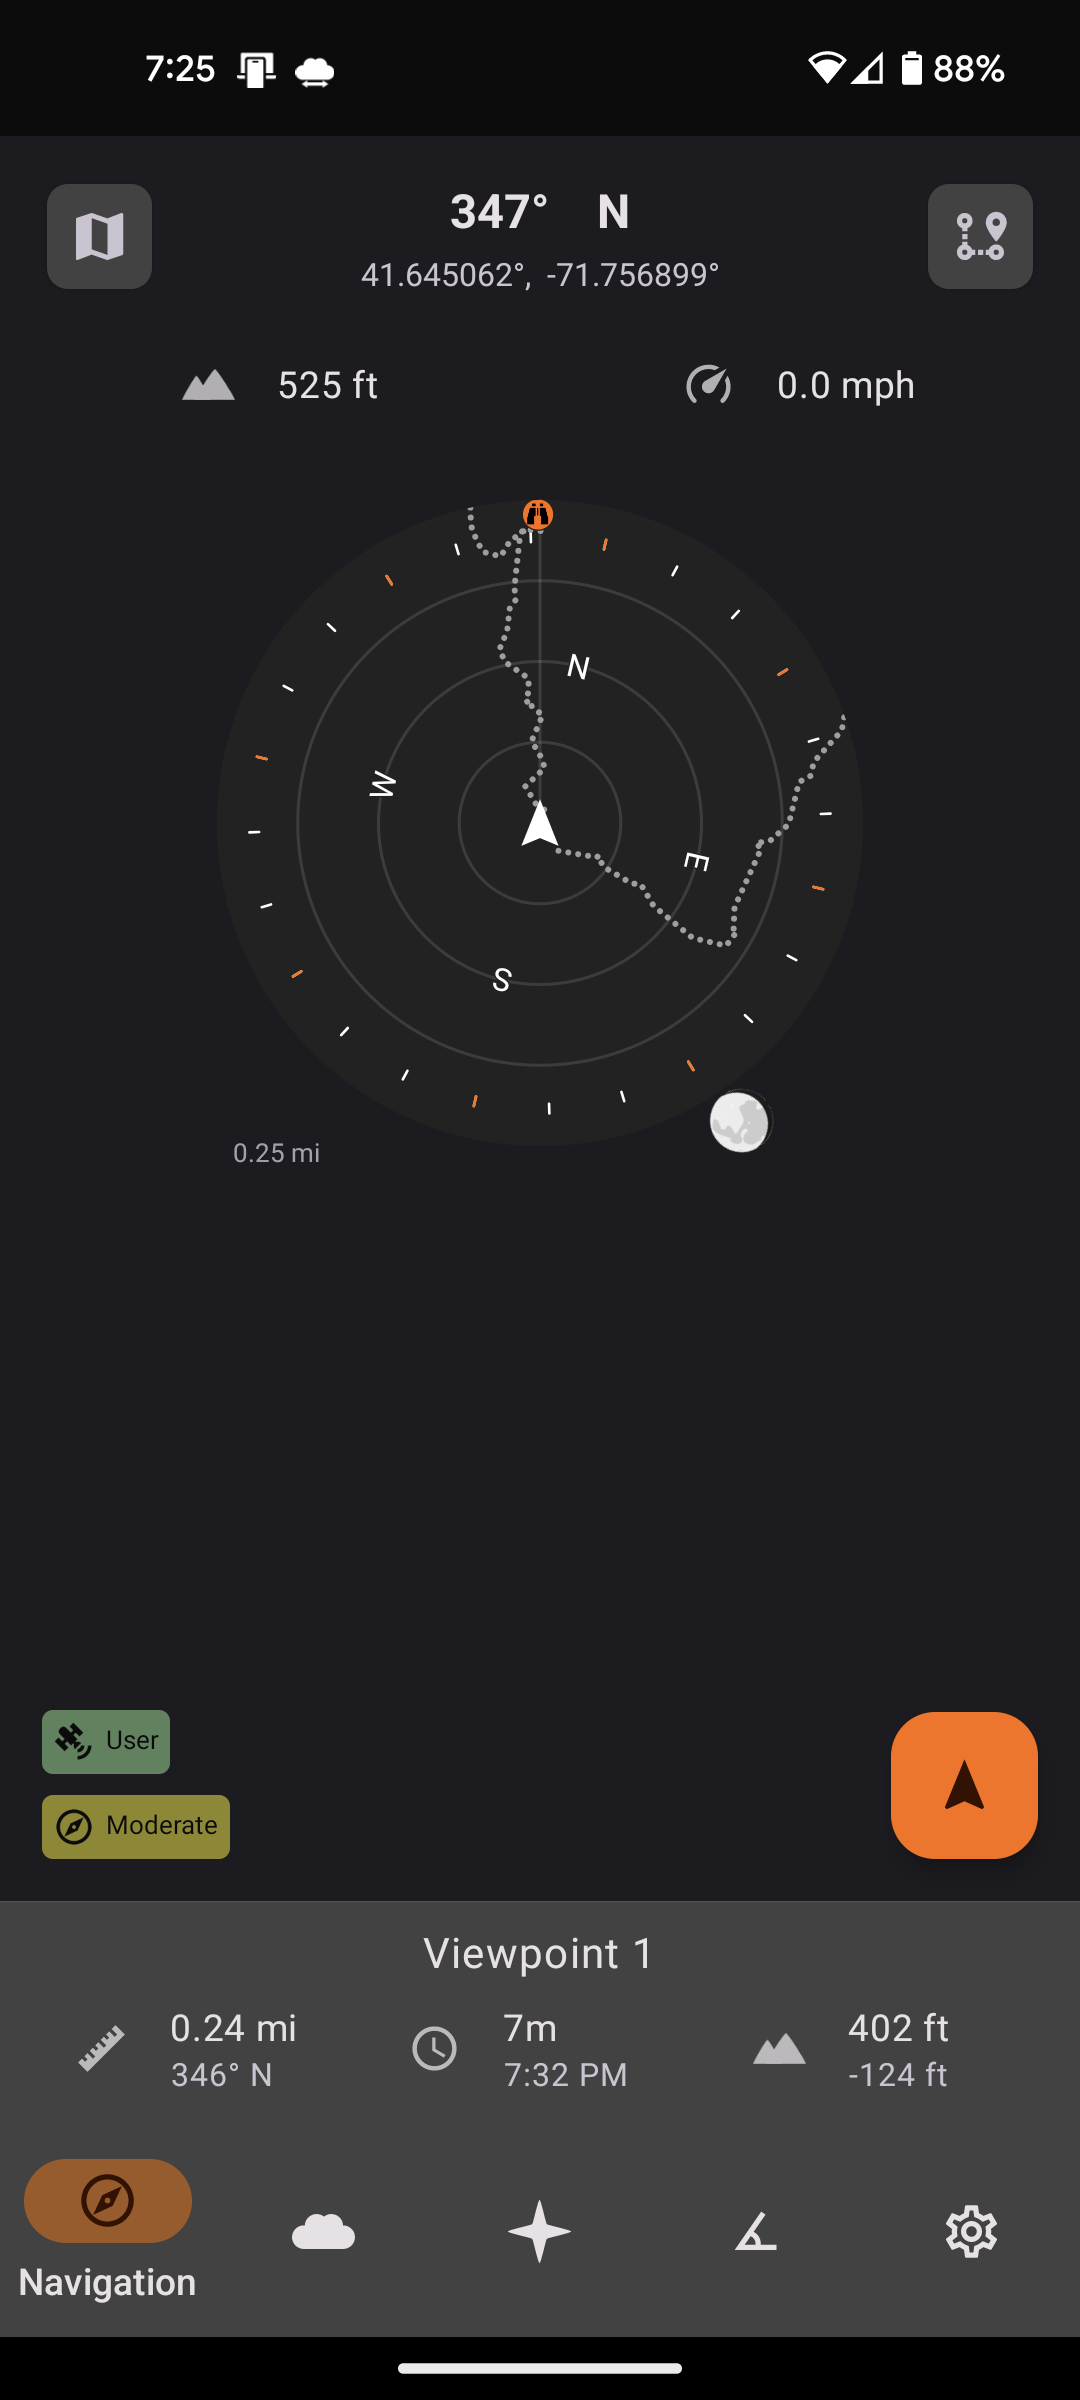 7:25
88%
347° N
41.645062°, -71.756899°
525 ft
0.0 mph
N
W
E
S
0.25 mi
User
Moderate
Viewpoint 1
0.24 mi
346° N
7m
7:32 PM
402 ft
-124 ft
Navigation